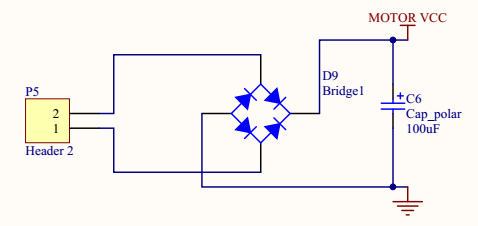 MOTOR VCC
P5
2
1
Header 2
D9
Bridge1
+
C6
Cap_polar
100uF